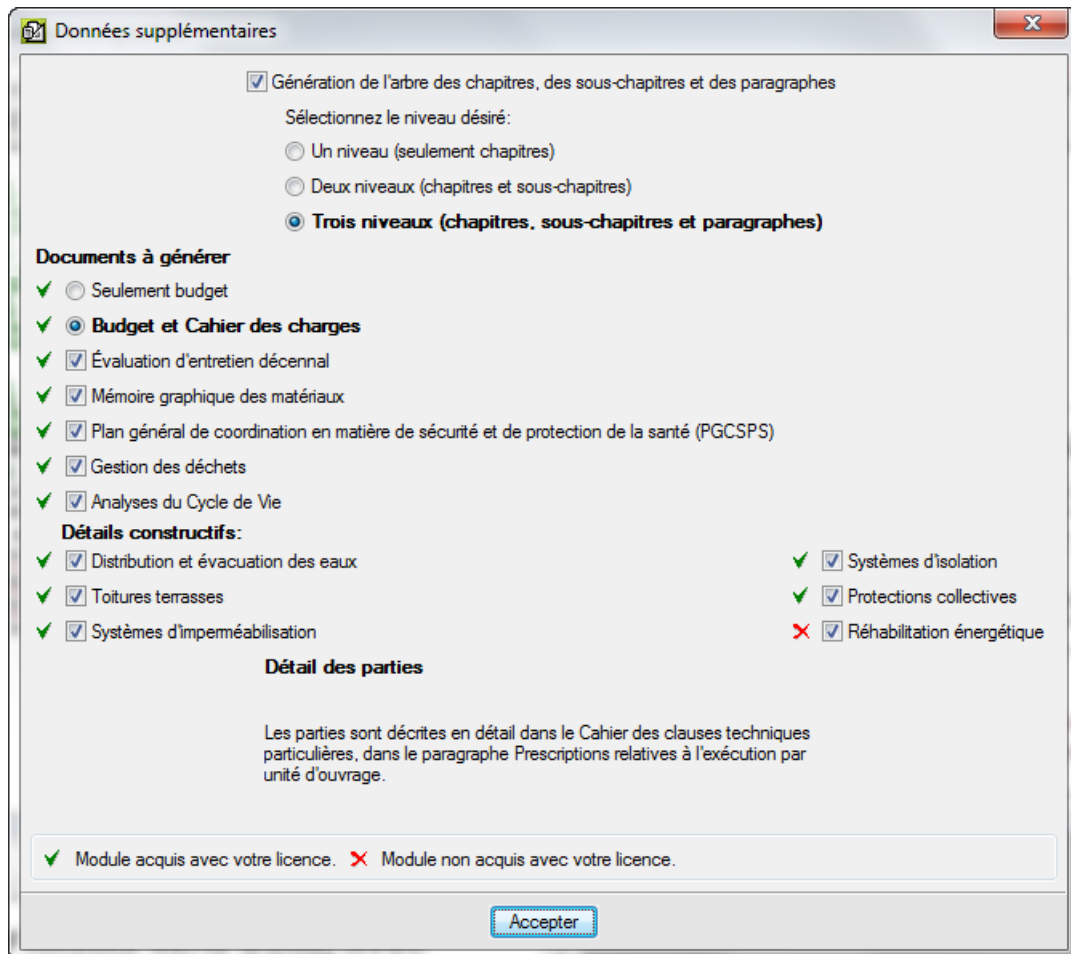 Données supplémentaires
Génération de l'arbre des chapitres, des sous-chapitres et des paragraphes
Sélectionnez le niveau désiré:
Un niveau (seulement chapitres)
Deux niveaux (chapitres et sous-chapitres)
Trois niveaux (chapitres, sous-chapitres et paragraphes)
Documents à générer
Seulement budget
Budget et Cahier des charges
Évaluation d'entretien décennal
Mémoire graphique des matériaux
Plan général de coordination en matière de sécurité et de protection de la santé (PGCSPS)
Gestion des déchets
Analyses du Cycle de Vie
Détails constructifs:
Distribution et évacuation des eaux
Systèmes d'isolation
Toitures terrasses
Protections collectives
Systèmes d'imperméabilisation
Réhabilitation énergétique
Détail des parties
Les parties sont décrites en détail dans le Cahier des clauses techniques
particulières, dans le paragraphe Prescriptions relatives à l'exécution par
unité d'ouvrage.
Module acquis avec votre licence. Module non acquis avec votre licence.
Accepter